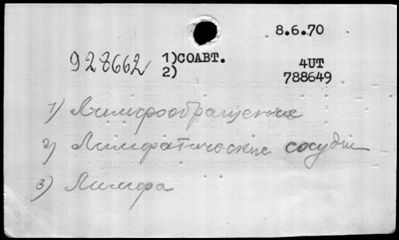 8.6.70
928662 1)СОАВТ. 4UT
2) 788649
1) Лимфообращение
2) Лимфатические сосуды
3) Лимфа